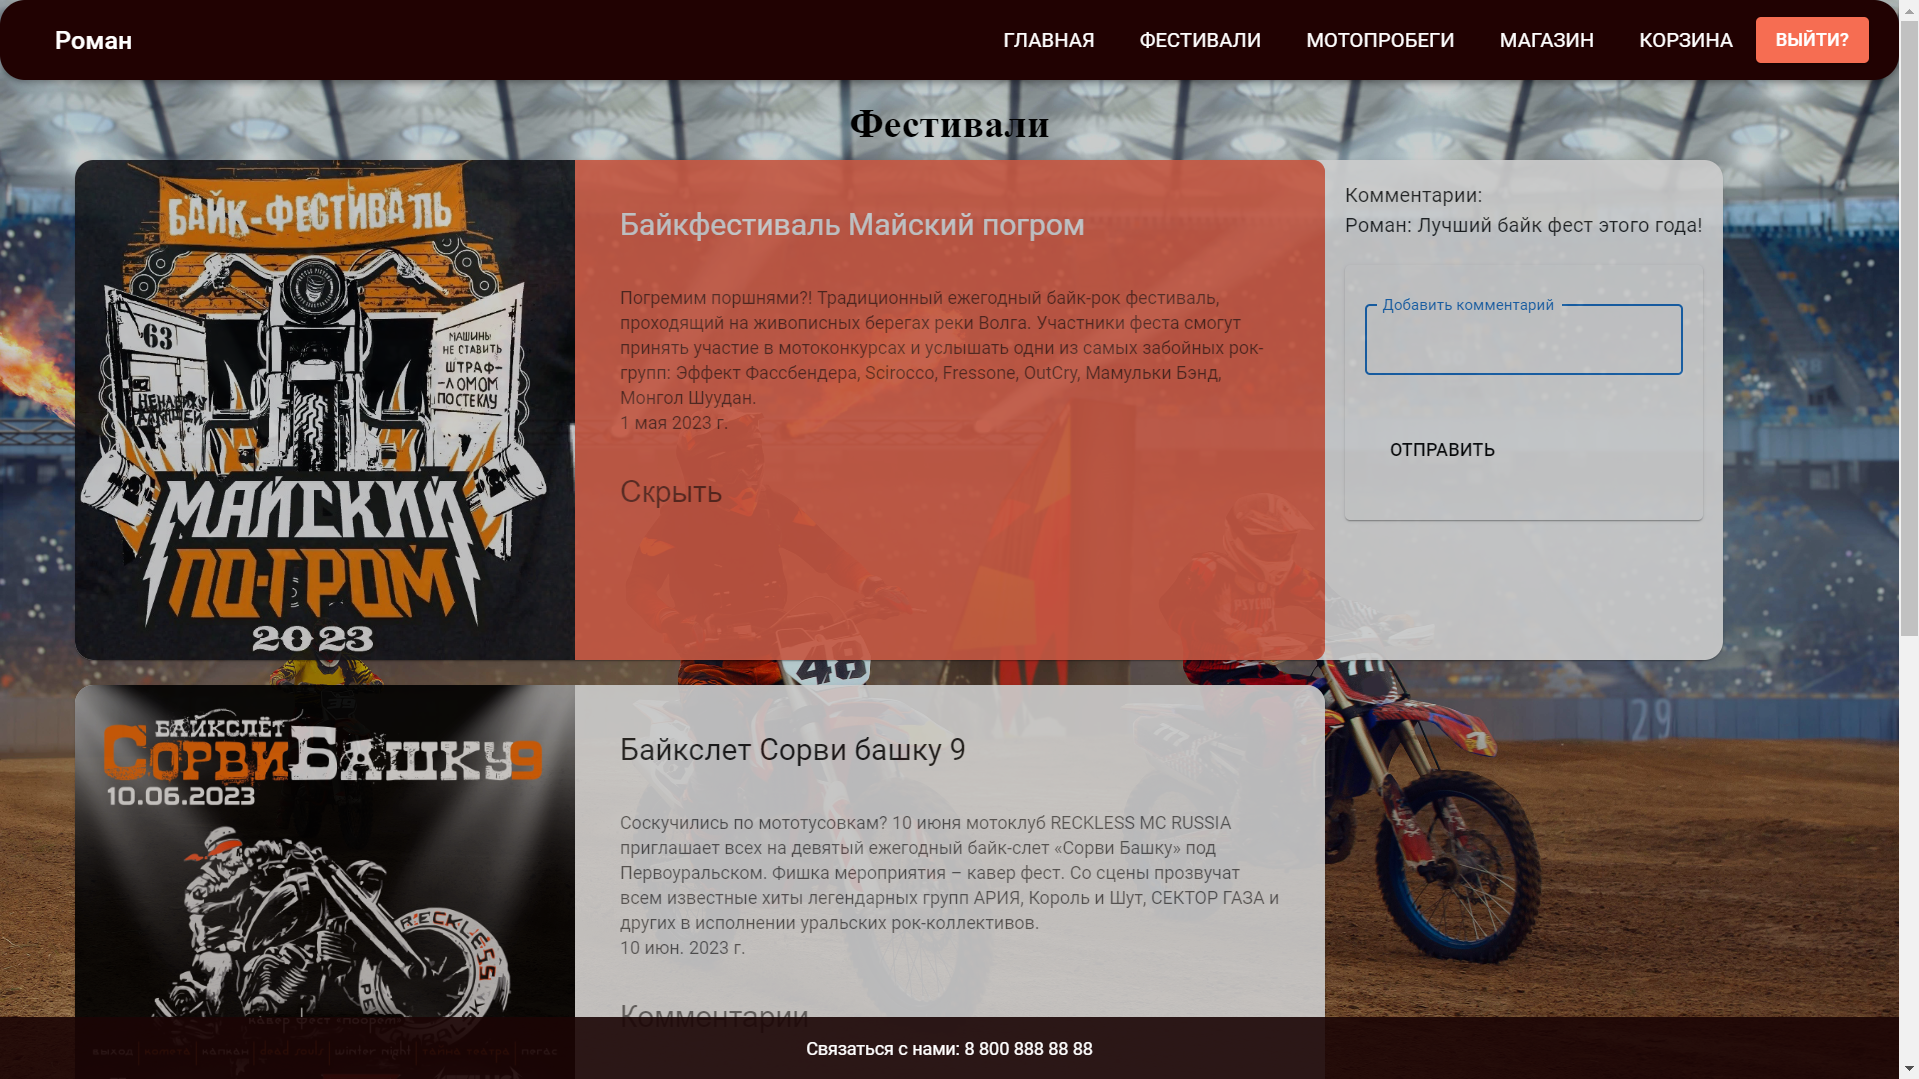 Роман
ГЛАВНАЯ
ФЕСТИВАЛИ
МОТОПРОБЕГИ
МАГАЗИН
КОРЗИНА
ВЫЙТИ?
Фестивали
БАЙК-ФЕСТИВАЛЬ
63
МАШИНЫ
НЕ СТАВИТЬ
ШТРАФ-
-ЛОМОМ
ПО СТЕКЛУ
НЕНАВИЖУ
МАЙСКИЙ
ПО-ГРОМ
2023
Байкфестиваль Майский погром
Погремим поршнями?! Традиционный ежегодный байк-рок фестиваль,
проходящий на живописных берегах реки Волга. Участники феста смогут
принять участие в мотоконкурсах и услышать одни из самых забойных рок-
групп: Эффект Фассбендера, Scirocco, Fressone, OutCry, Мамульки Бэнд,
Монгол Шуудан.
1 мая 2023 г.
Скрыть
Комментарии:
Роман: Лучший байк фест этого года!
Добавить комментарий
ОТПРАВИТЬ
48
29
БАЙКСЛЁТ
СОРВИБАШКУ9
10.06.2023
RECKLESS
Байкслет Сорви башку 9
Соскучились по мототусовкам? 10 июня мотоклуб RECKLESS MC RUSSIA
приглашает всех на девятый ежегодный байк-слет «Сорви Башку» под
Первоуральском. Фишка мероприятия – кавер фест. Со сцены прозвучат
всем известные хиты легендарных групп АРИЯ, Король и Шут, СЕКТОР ГАЗА и
других в исполнении уральских рок-коллективов.
10 июн. 2023 г.
Комментарии
Связаться с нами: 8 800 888 88 88